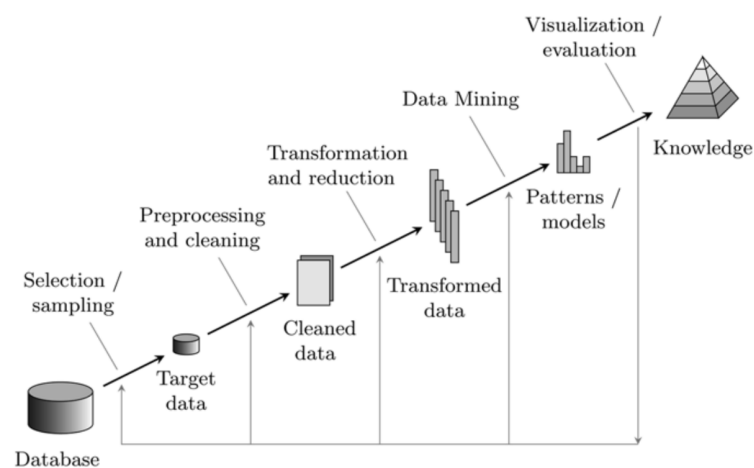 Visualization /
evaluation
Data Mining
Knowledge
Transformation
and reduction
Patterns /
models
Preprocessing
and cleaning
Transformed
data
Selection /
sampling
Cleaned
data
Target
data
Database